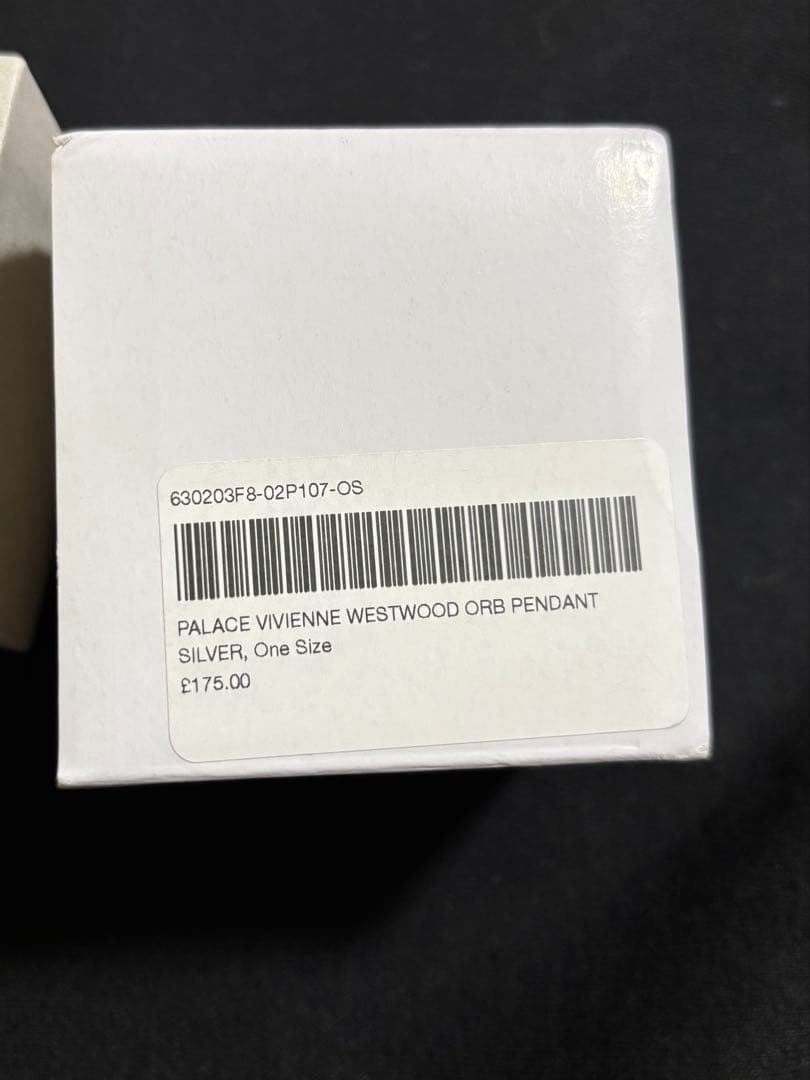 630203F8-02P107-OS
PALACE VIVIENNE WESTWOOD ORB PENDANT
SILVER, One Size
£175.00